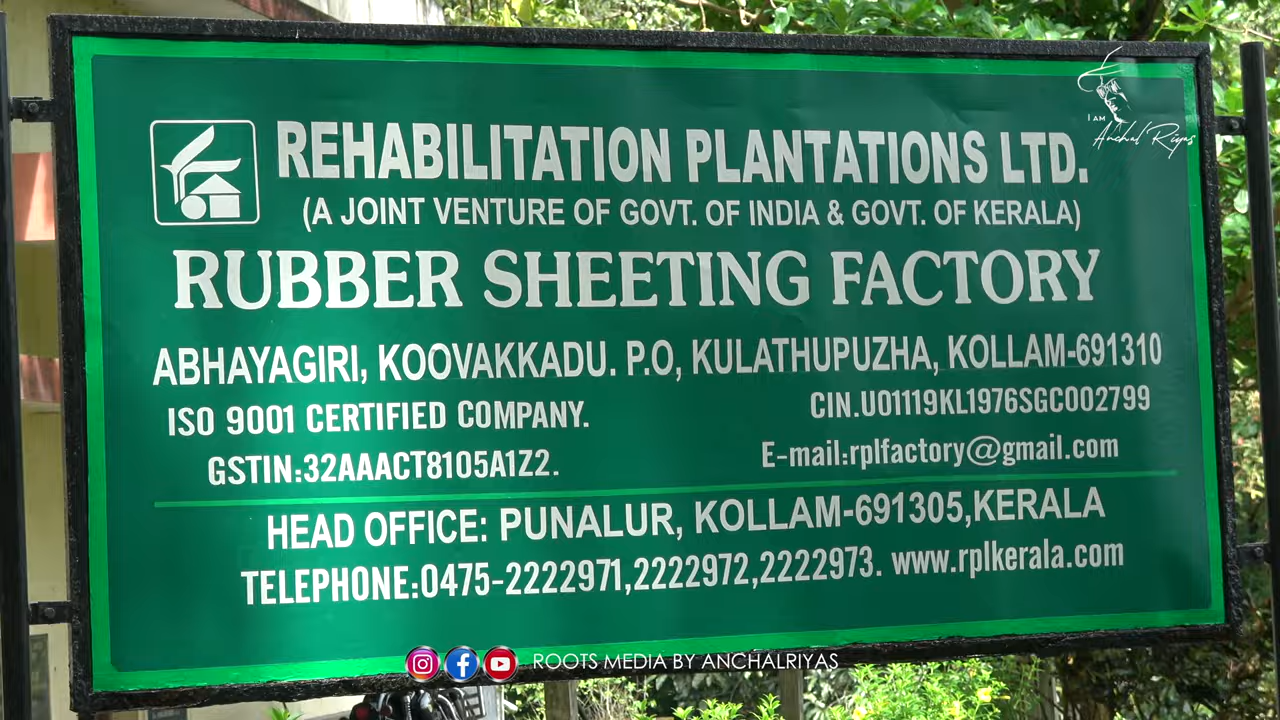 REHABILITATION PLANTATIONS LTD.
(A JOINT VENTURE OF GOVT. OF INDIA & GOVT. OF KERALA)
RUBBER SHEETING FACTORY
ABHAYAGIRI, KOOVAKKADU. P.O, KULATHUPUZHA, KOLLAM-691310
ISO 9001 CERTIFIED COMPANY.
CIN.U01119KL1976SGC002799
GSTIN:32AAACT8105A1Z2.
E-mail:rplfactory@gmail.com
HEAD OFFICE: PUNALUR, KOLLAM-691305,KERALA
TELEPHONE:0475-2222971,2222972,2222973. www.rplkerala.com
I AM
Anchal Riyas
ROOTS MEDIA BY ANCHALRIYAS